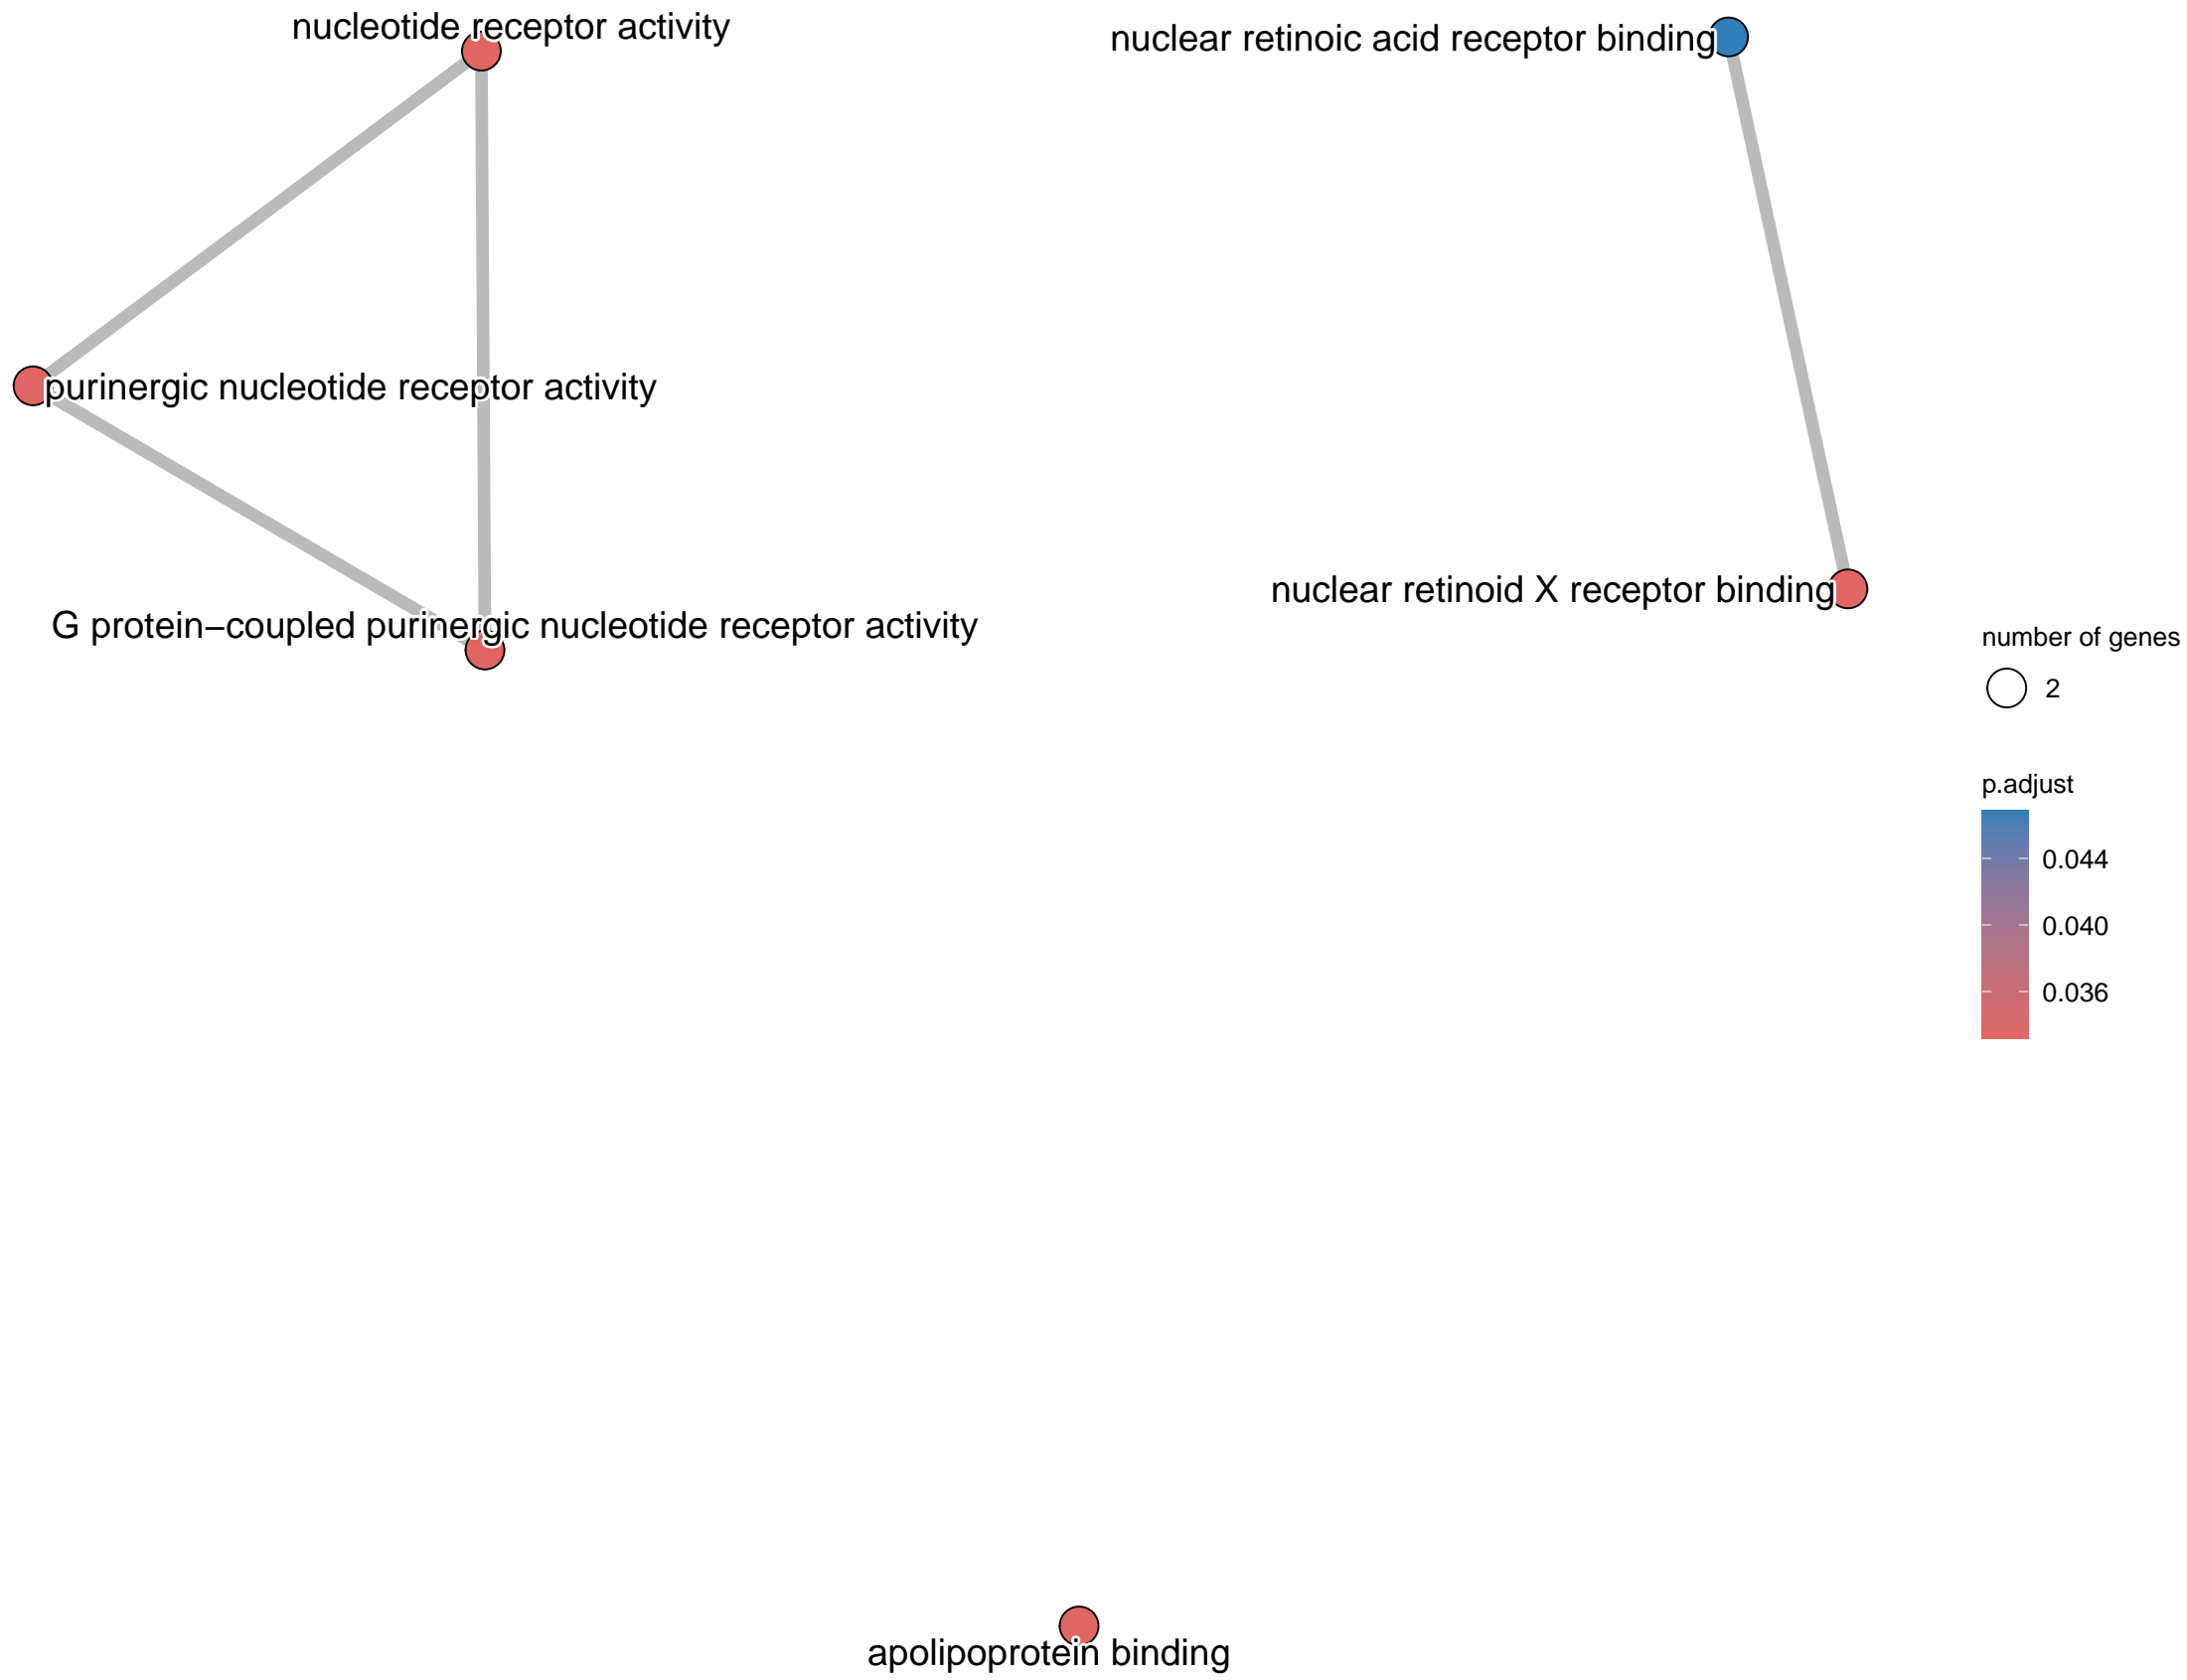 nucleotide receptor activity
nuclear retinoic acid receptor binding
purinergic nucleotide receptor activity
nuclear retinoid X receptor binding
G protein–coupled purinergic nucleotide receptor activity
number of genes
2
p.adjust
0.044
0.040
0.036
apolipoprotein binding